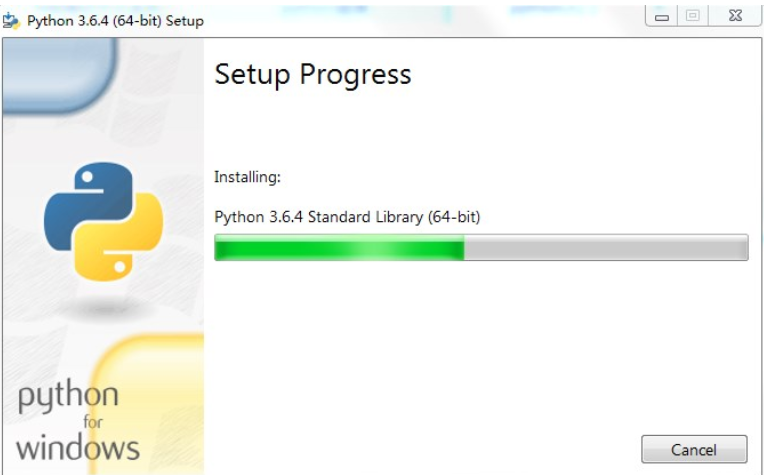 Python 3.6.4 (64-bit) Setup
Setup Progress
Installing:
Python 3.6.4 Standard Library (64-bit)
python
for
windows
Cancel